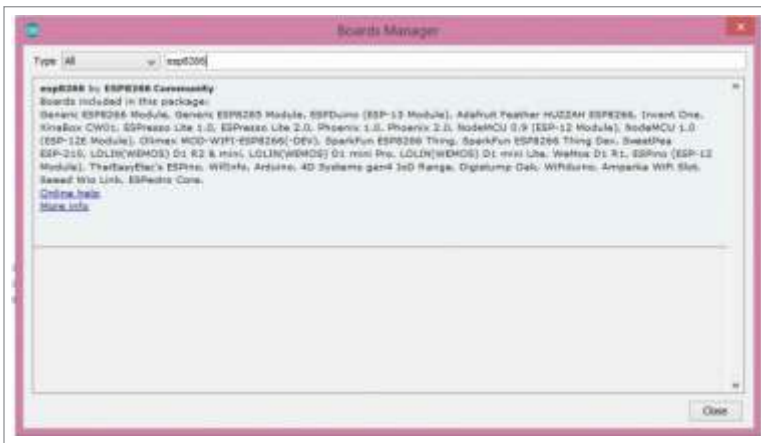 Boards Manager
Type All esp8266
esp8266 by ESP8266 Community
Boards included in this package:
Generic ESP8266 Module, Generic ESP8285 Module, ESPDuino (ESP-13 Module), Adafruit Feather HUZZAH ESP8266, Invent One,
XinaBox CW01, ESPresso Lite 1.0, ESPresso Lite 2.0, Phoenix 1.0, Phoenix 2.0, NodeMCU 0.9 (ESP-12 Module), NodeMCU 1.0
(ESP-12E Module), Olimex MOD-WIFI-ESP8266(-DEV), SparkFun ESP8266 Thing, SparkFun ESP8266 Thing Dev, SweetPea
ESP-210, LOLIN(WEMOS) D1 R2 & mini, LOLIN(WEMOS) D1 mini Pro, LOLIN(WEMOS) D1 mini Lite, WeMos D1 R1, ESPino (ESP-12
Module), ThaiEasyElec's ESPino, WifInfo, Arduino, 4D Systems gen4 IoD Range, Digistump Oak, WiFiduino, Amperka WiFi Slot,
Seeed Wio Link, ESPectro Core.
Online help
More info
Close